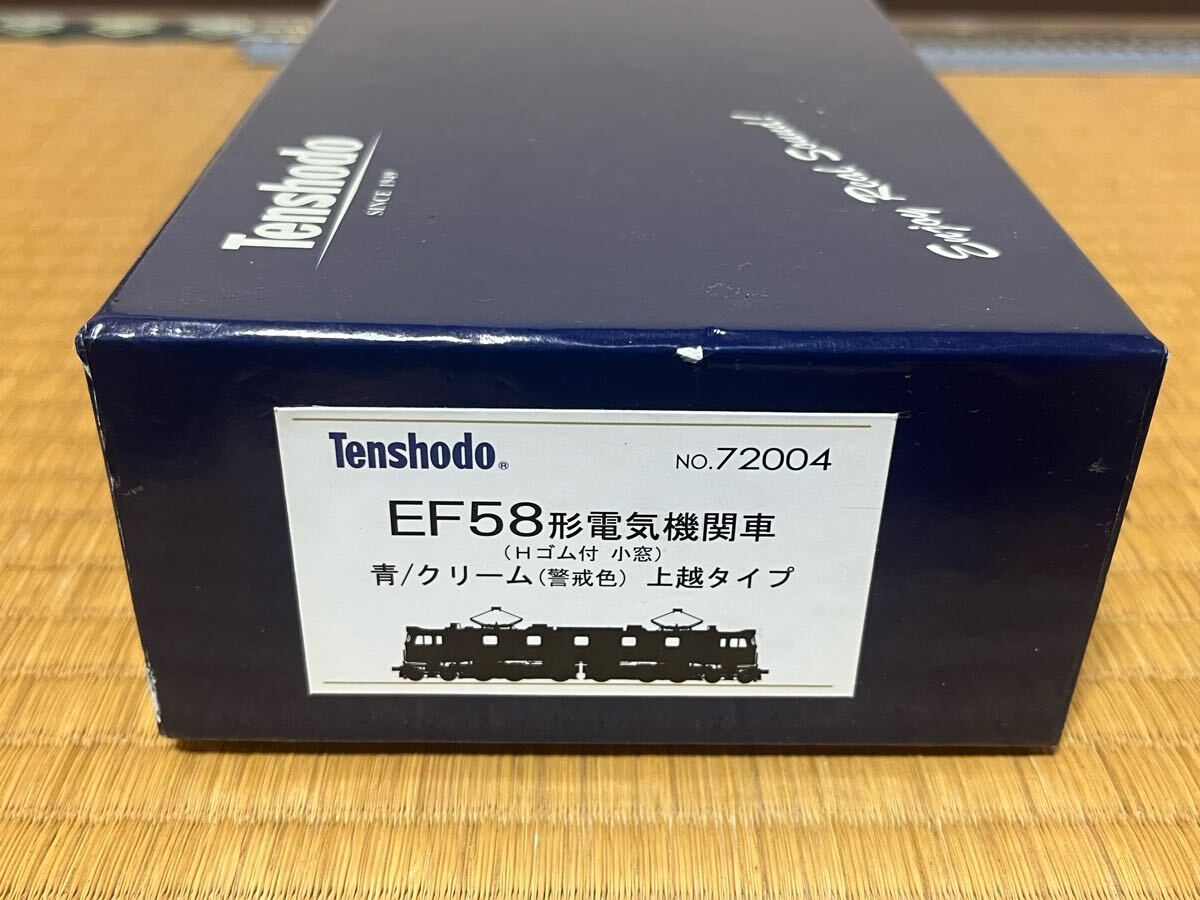 Tenshodo
SINCE 1949
Enjoy Real Sound!
Tenshodo®
NO.72004
EF58形電気機関車
(Hゴム付 小窓)
青/クリーム(警戒色) 上越タイプ